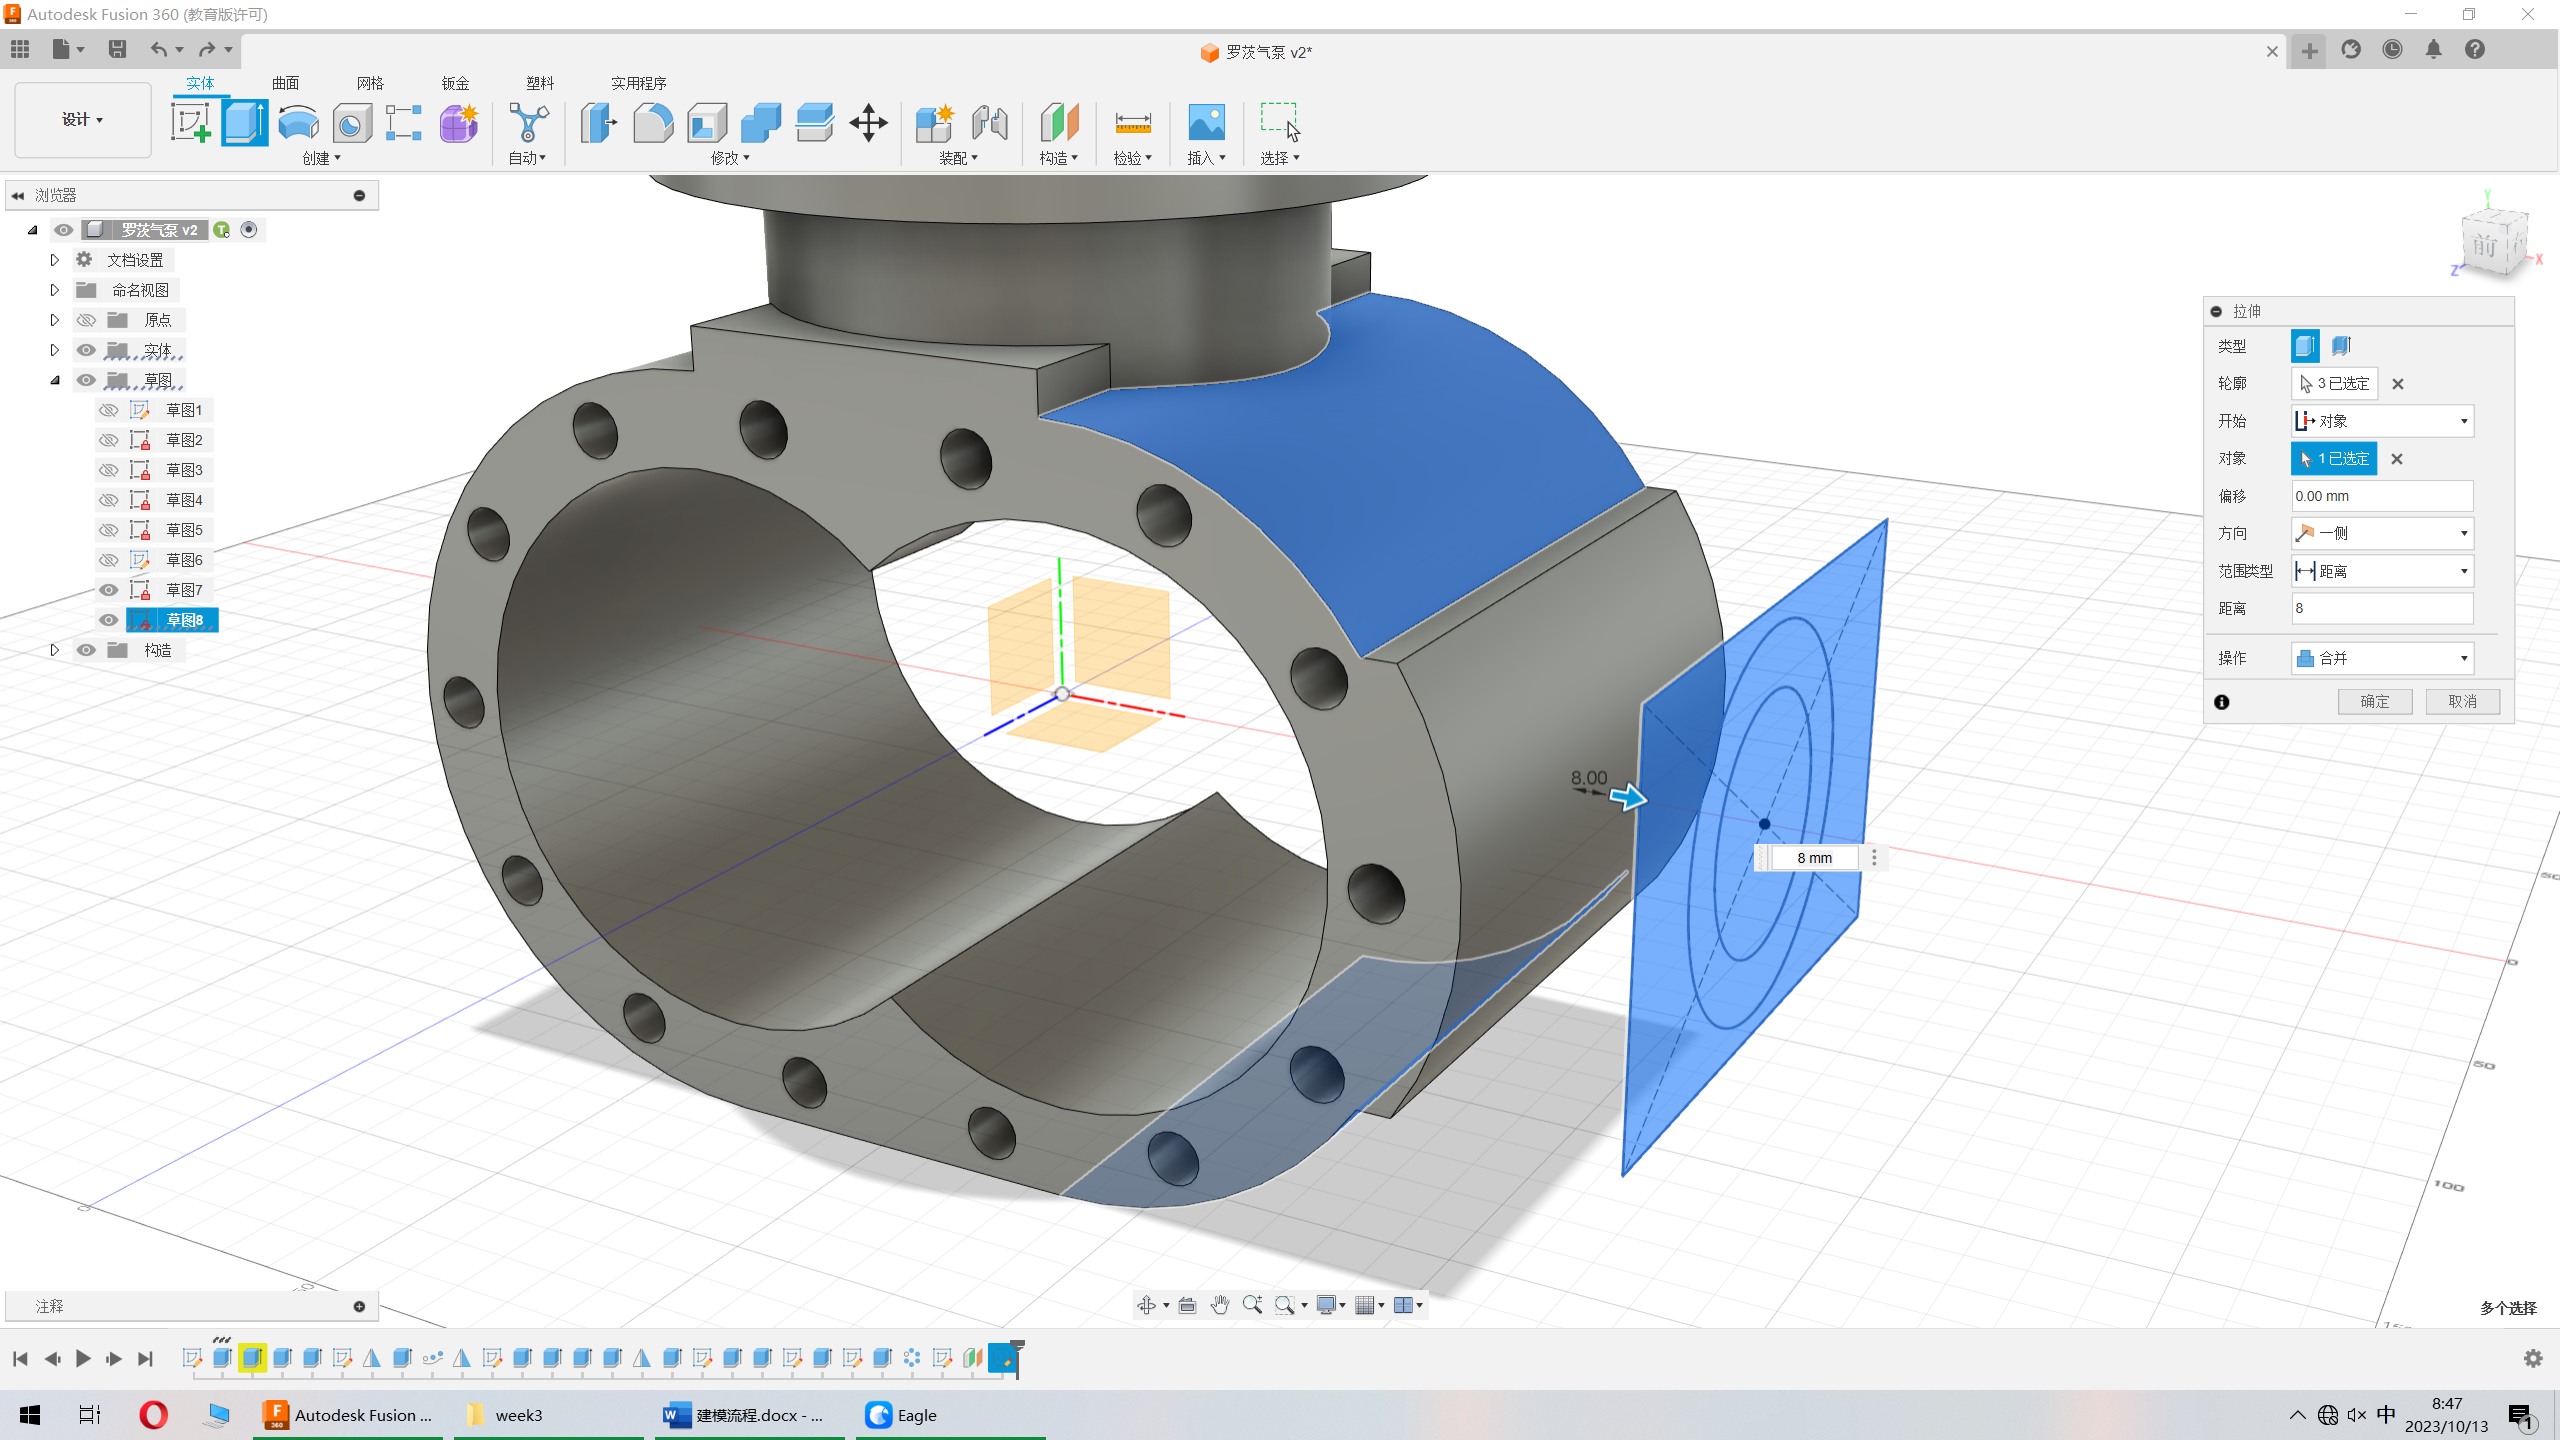 Autodesk Fusion 360 (教育版许可)
罗茨气泵 v2*
设计
实体
曲面
网格
钣金
塑料
实用程序
创建
自动
修改
装配
构造
检验
插入
选择
浏览器
罗茨气泵 v2
文档设置
命名视图
原点
实体
草图
草图1
草图2
草图3
草图4
草图5
草图6
草图7
草图8
构造
前
Y
X
Z
拉伸
类型
轮廓 3 已选定
开始 对象
对象 1 已选定
偏移 0.00 mm
方向 一侧
范围类型 距离
距离 8
操作 合并
确定 取消
8.00
8 mm
50
0
50
100
0
注释
多个选择
Autodesk Fusion ...
week3
建模流程.docx - ...
Eagle
中
8:47
2023/10/13
1